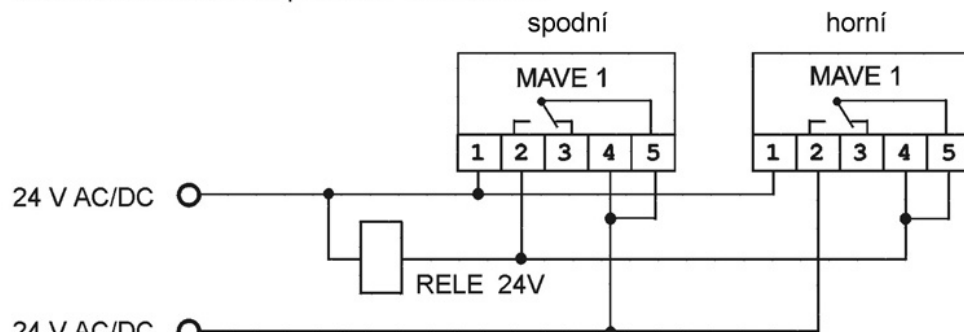 spodní
horní
MAVE 1
MAVE 1
1 2 3 4 5
1 2 3 4 5
24 V AC/DC
RELE 24V
24 V AC/DC